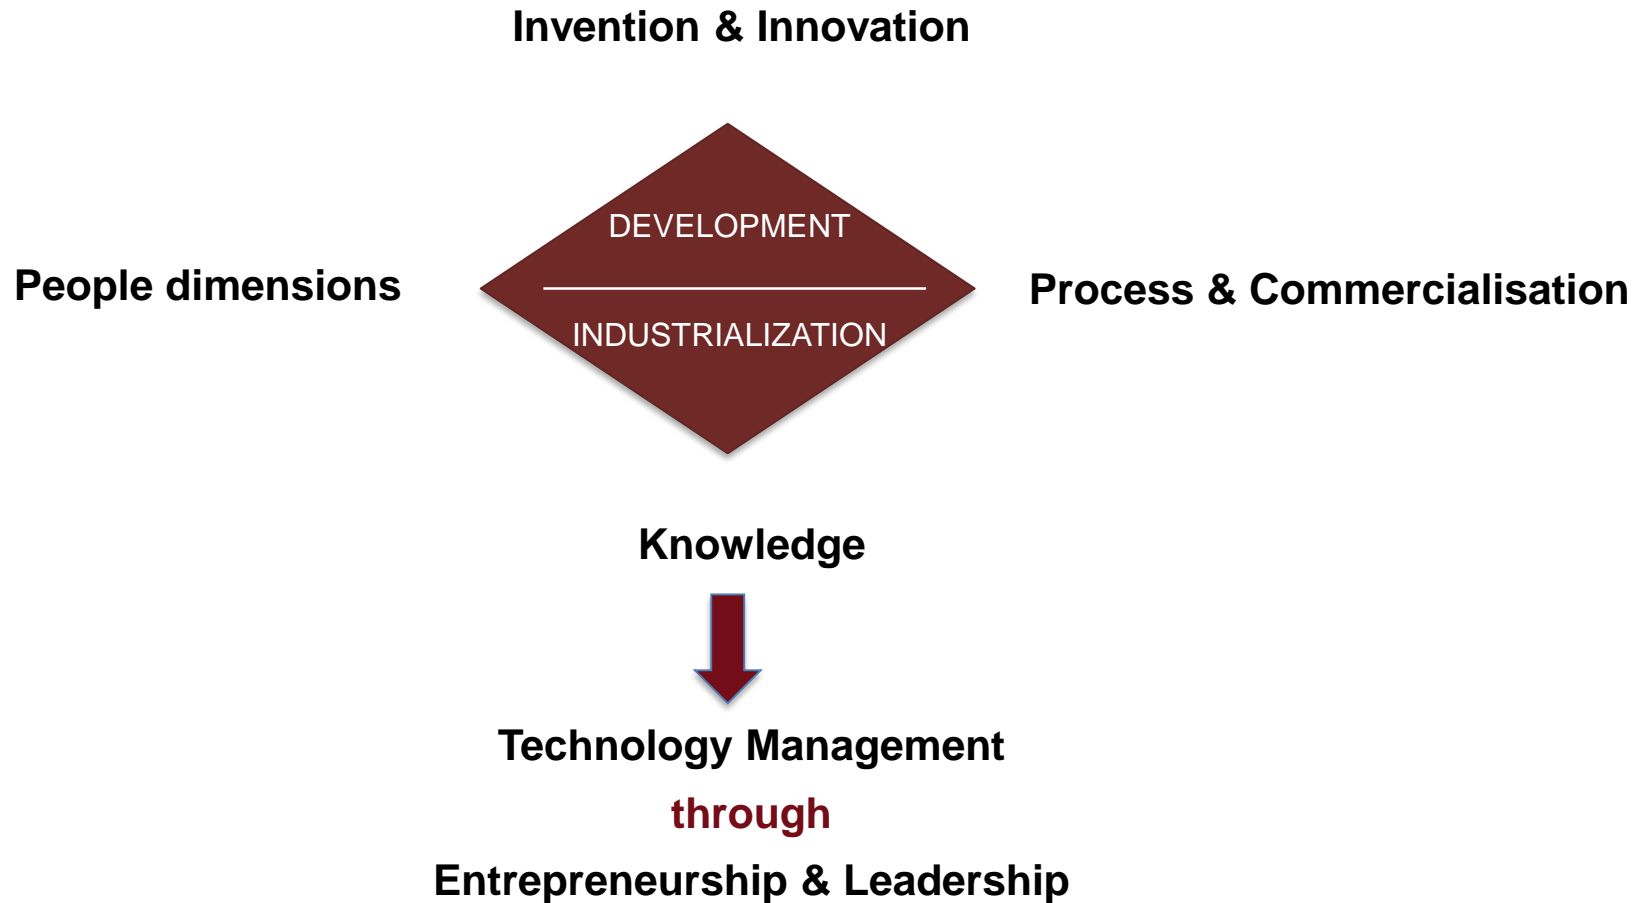 Invention & Innovation
DEVELOPMENT
People dimensions
Process & Commercialisation
INDUSTRIALIZATION
Knowledge
Technology Management
through
Entrepreneurship & Leadership